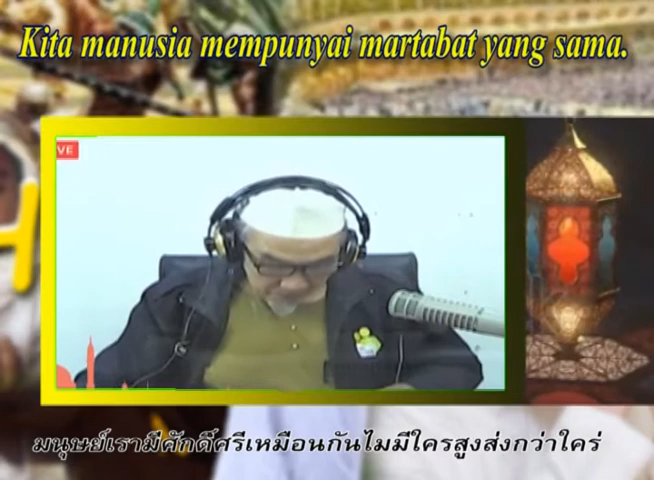 Kita manusia mempunyai martabat yang sama.
VE
มนุษย์เรามีศักดิ์ศรีเหมือนกันไมมีใครสูงส่งกว่าใคร่